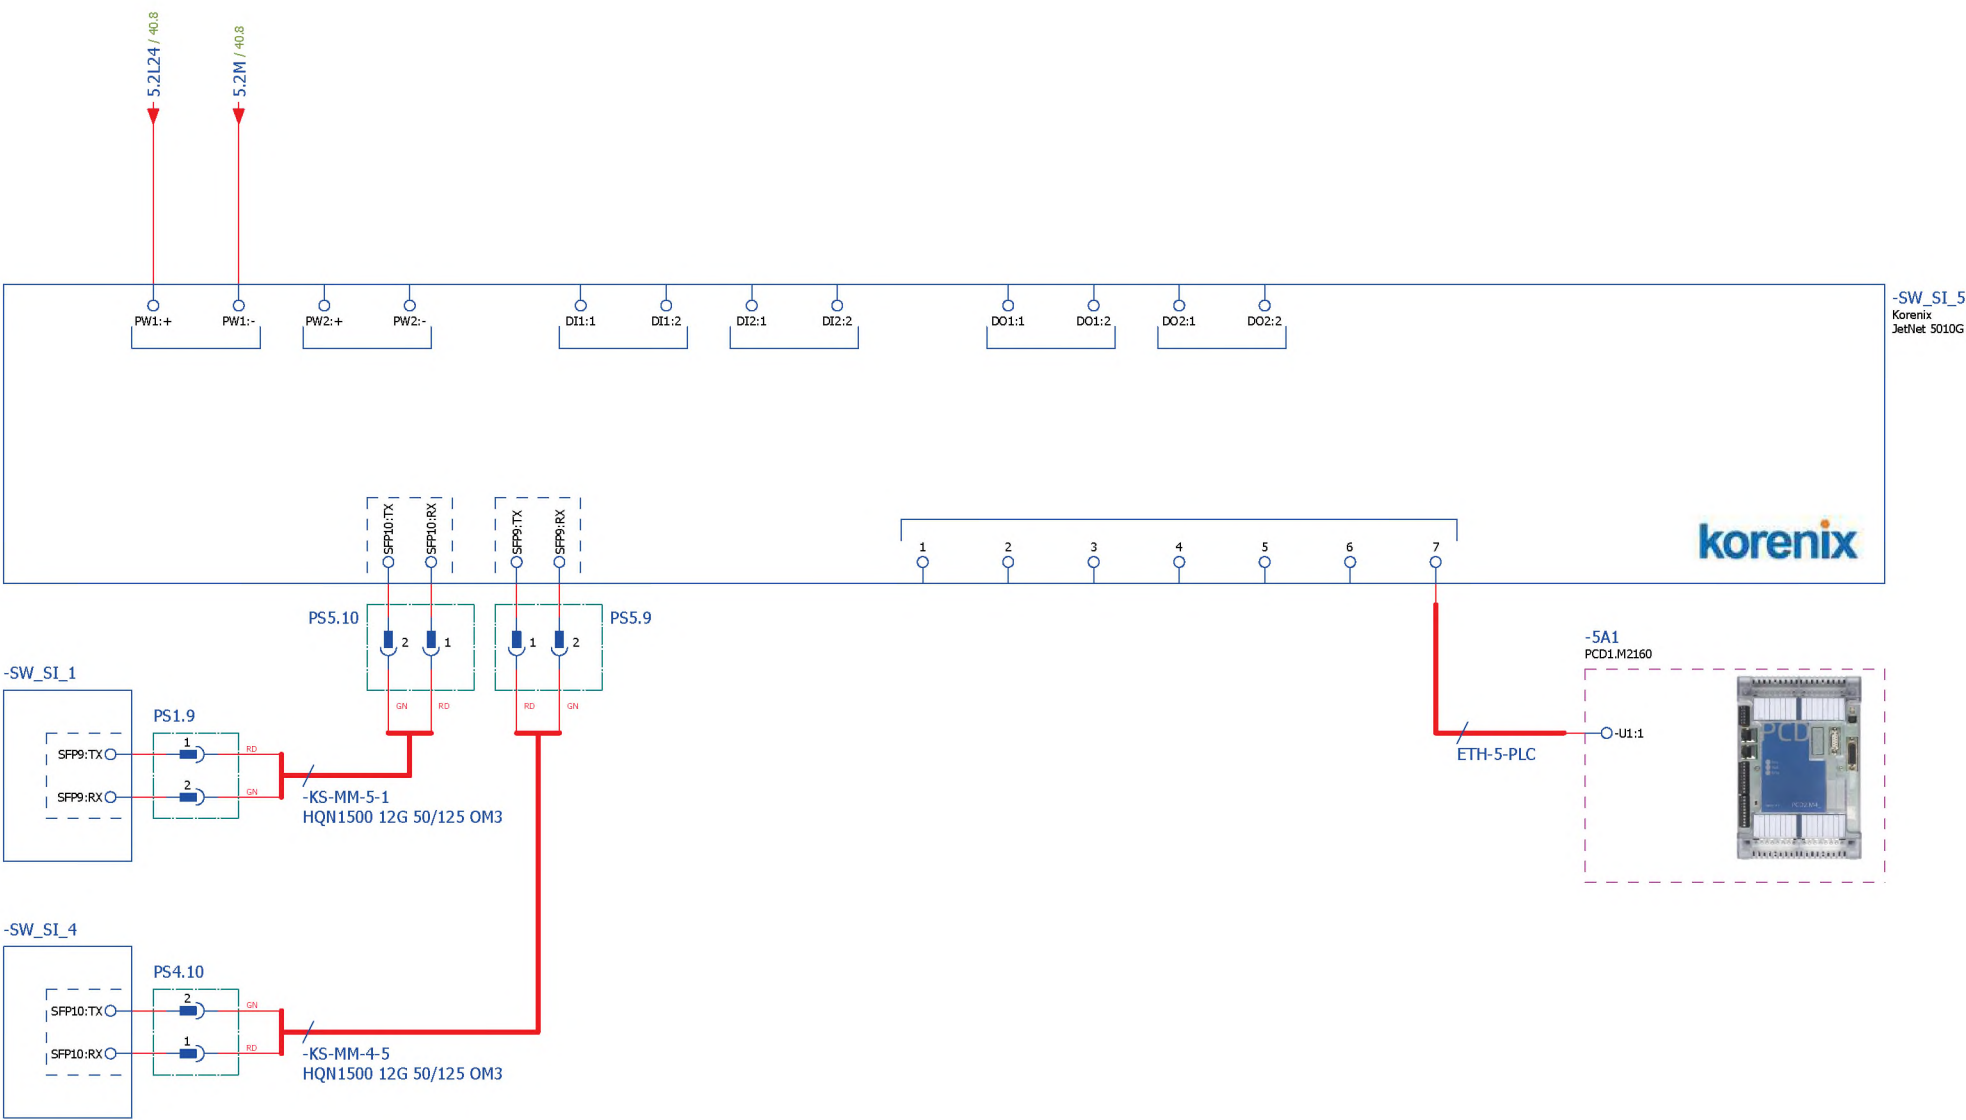 5.2L24 / 40.8
5.2M / 40.8
PW1:+
PW1:-
PW2:+
PW2:-
DI1:1
DI1:2
DI2:1
DI2:2
DO1:1
DO1:2
DO2:1
DO2:2
-SW_SI_5
Korenix
JetNet 5010G
SFP10:TX
SFP10:RX
SFP9:TX
SFP9:RX
1
2
3
4
5
6
7
korenix
PS5.10
2
1
1
2
PS5.9
GN
RD
RD
GN
-5A1
PCD1.M2160
-U1:1
PCD
ETH-5-PLC
-SW_SI_1
PS1.9
SFP9:TX
1
RD
SFP9:RX
2
GN
-KS-MM-5-1
HQN1500 12G 50/125 OM3
-SW_SI_4
PS4.10
SFP10:TX
2
GN
SFP10:RX
1
RD
-KS-MM-4-5
HQN1500 12G 50/125 OM3